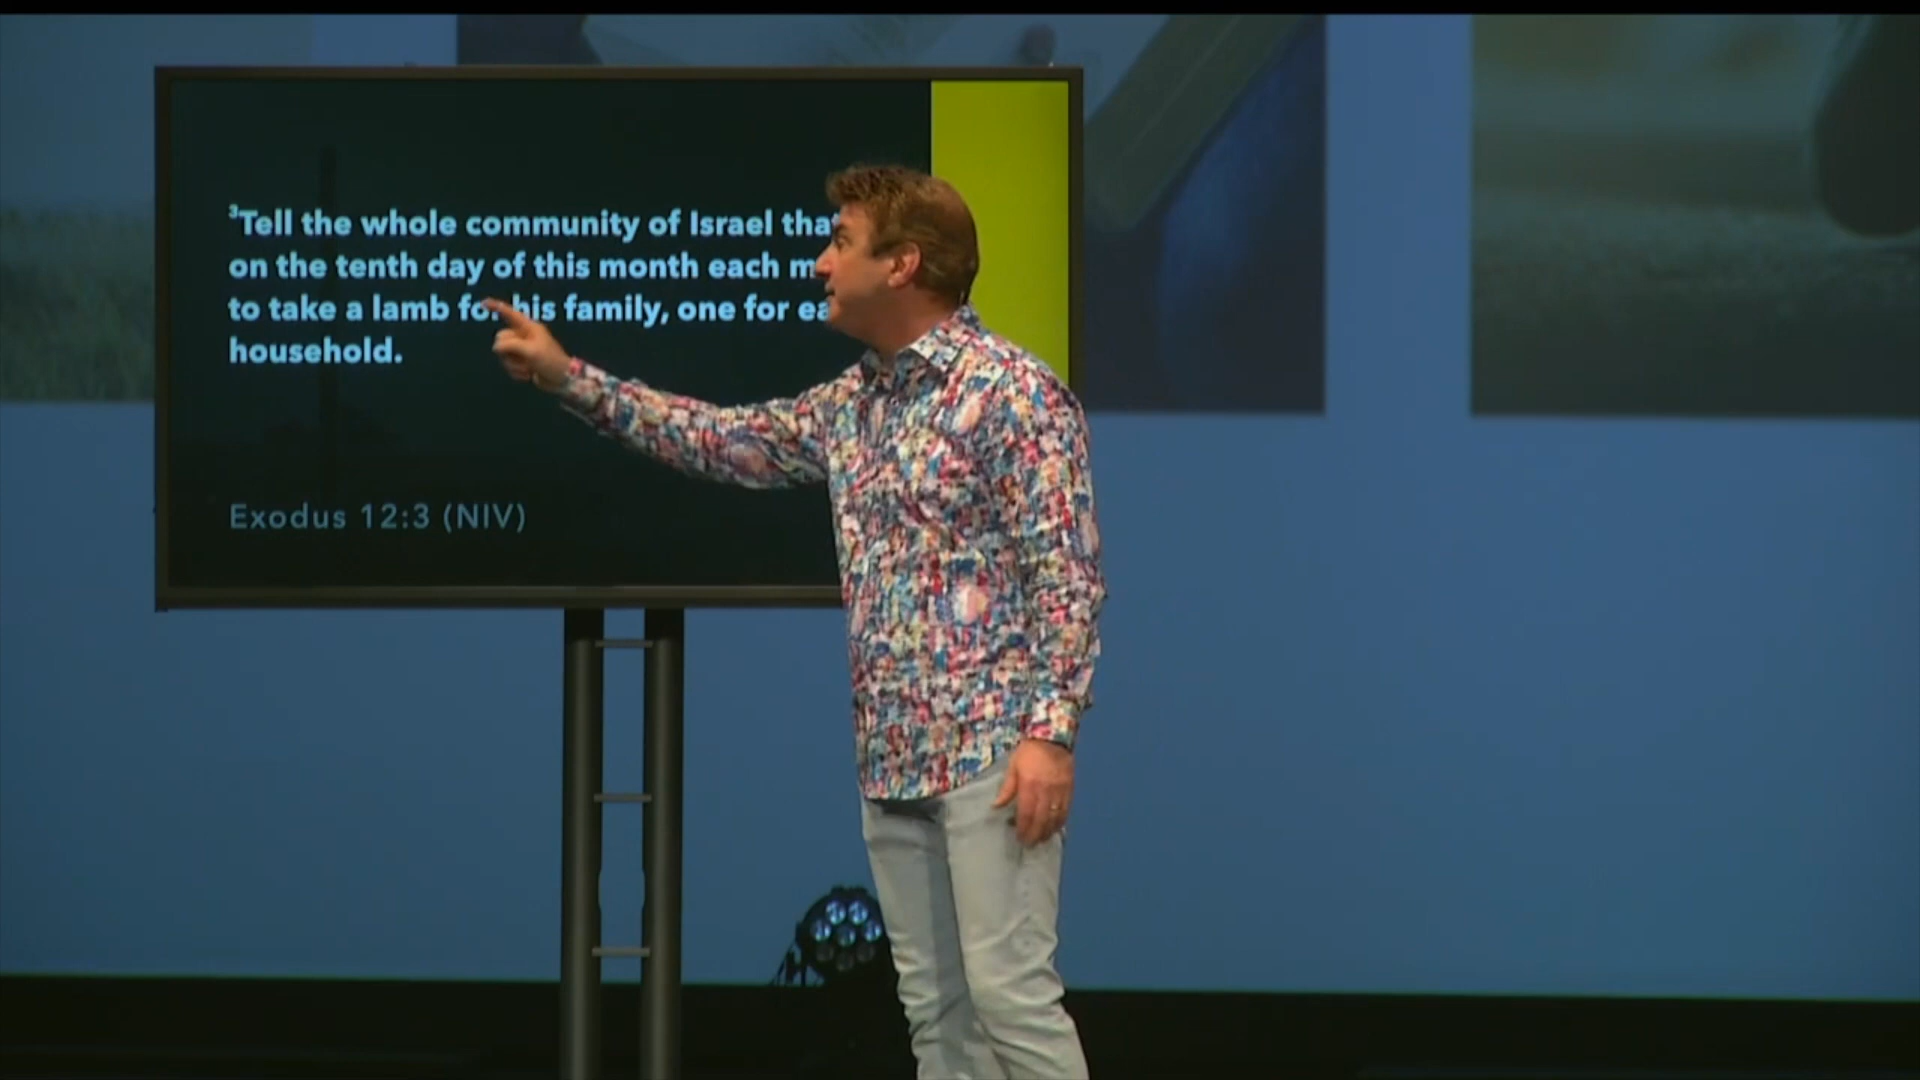 ³Tell the whole community of Israel tha
on the tenth day of this month each
to take a lamb his family, one for
household.
Exodus 12:3 (NIV)